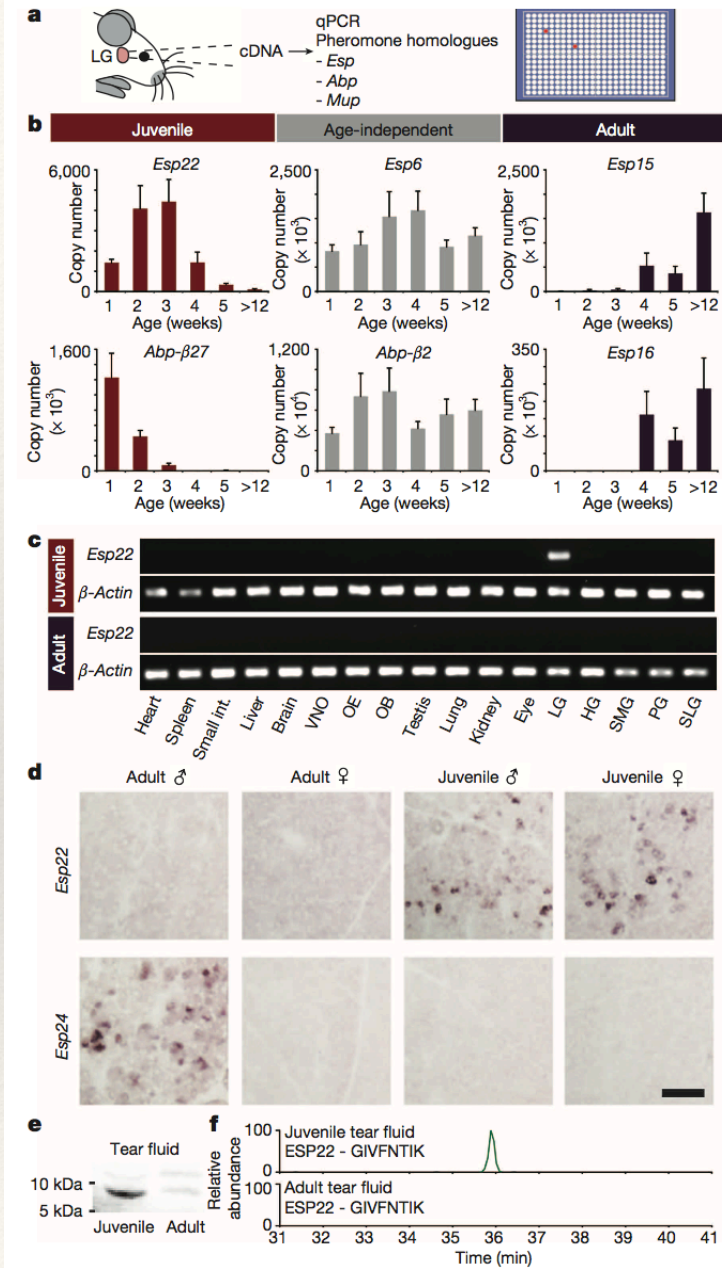 a
LG
cDNA
qPCR
Pheromone homologues
- Esp
- Abp
- Mup
b
Juvenile
Age-independent
Adult
Esp22
6,000
Copy number
(× 10³)
0
1 2 3 4 5 >12
Age (weeks)
Esp6
2,500
Copy number
(× 10³)
0
1 2 3 4 5 >12
Age (weeks)
Esp15
2,500
Copy number
(× 10³)
0
1 2 3 4 5 >12
Age (weeks)
Abp-β27
1,600
Copy number
(× 10³)
0
1 2 3 4 5 >12
Age (weeks)
Abp-β2
1,200
Copy number
(× 10⁴)
0
1 2 3 4 5 >12
Age (weeks)
Esp16
350
Copy number
(× 10³)
0
1 2 3 4 5 >12
Age (weeks)
c
Juvenile
Esp22
β-Actin
Adult
Esp22
β-Actin
Heart
Spleen
Small int.
Liver
Brain
VNO
OE
OB
Testis
Lung
Kidney
Eye
LG
HG
SMG
PG
SLG
d
Adult ♂
Adult ♀
Juvenile ♂
Juvenile ♀
Esp22
Esp24
e
Tear fluid
10 kDa
5 kDa
Juvenile Adult
f
Relative
abundance
100
Juvenile tear fluid
ESP22 - GIVFNTIK
0
100
Adult tear fluid
ESP22 - GIVFNTIK
0
31 32 33 34 35 36 37 38 39 40 41
Time (min)